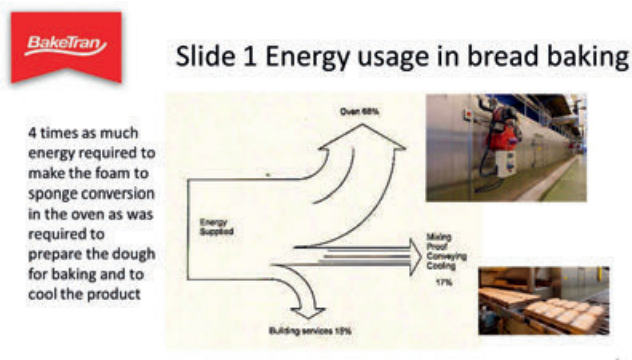 BakeTran
Slide 1 Energy usage in bread baking
4 times as much
energy required to
make the foam to
sponge conversion
in the oven as was
required to
prepare the dough
for baking and to
cool the product
Oven 68%
Energy
Supplied
Mixing
Proof
Conveying
Cooling
17%
Building services 15%